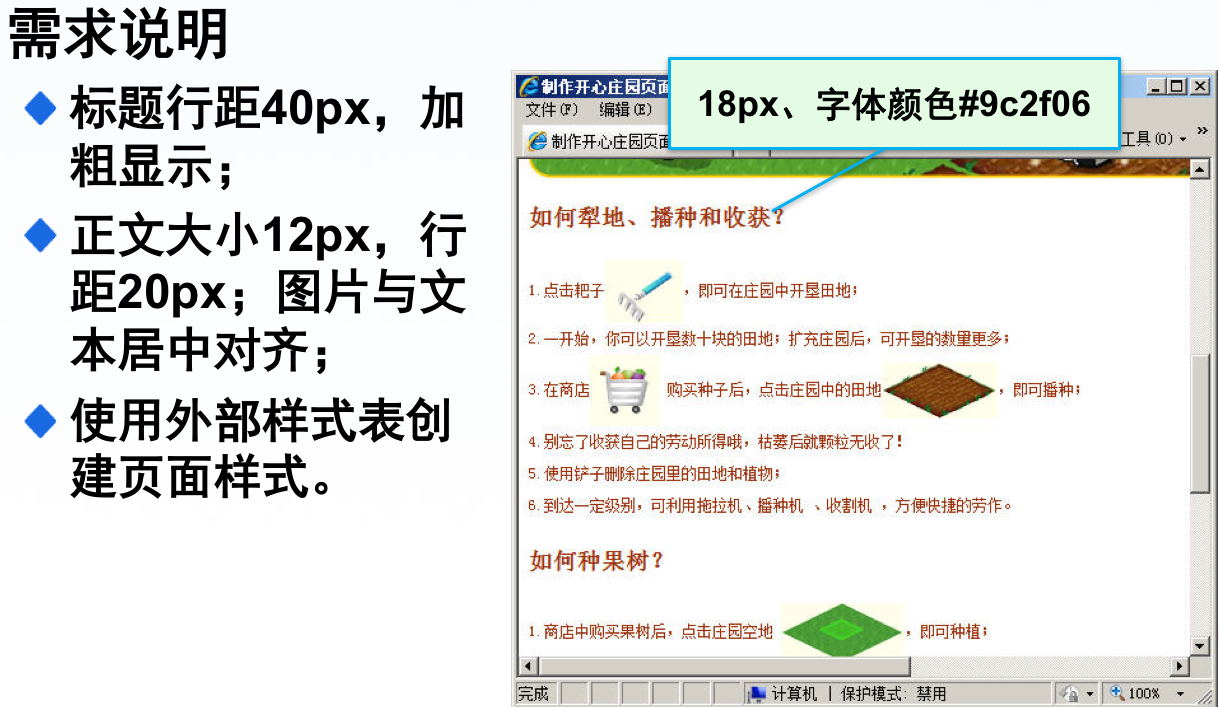 需求说明
标题行距40px，加
粗显示；
正文大小12px，行
距20px；图片与文
本居中对齐；
使用外部样式表创
建页面样式。
18px、字体颜色#9c2f06
制作开心庄园页面
文件(F) 编辑(E)
制作开心庄园页面
工具(O)
如何犁地、播种和收获？
1.点击耙子，即可在庄园中开垦田地；
2.一开始，你可以开垦数十块的田地；扩充庄园后，可开垦的数量更多；
3.在商店 购买种子后，点击庄园中的田地，即可播种；
4.别忘了收获自己的劳动所得哦，枯萎后就颗粒无收了！
5.使用铲子删除庄园里的田地和植物；
6.到达一定级别，可利用拖拉机、播种机 、收割机 ，方便快捷的劳作。
如何种果树？
1.商店中购买果树后，点击庄园空地 ，即可种植；
完成 计算机 | 保护模式: 禁用 100%